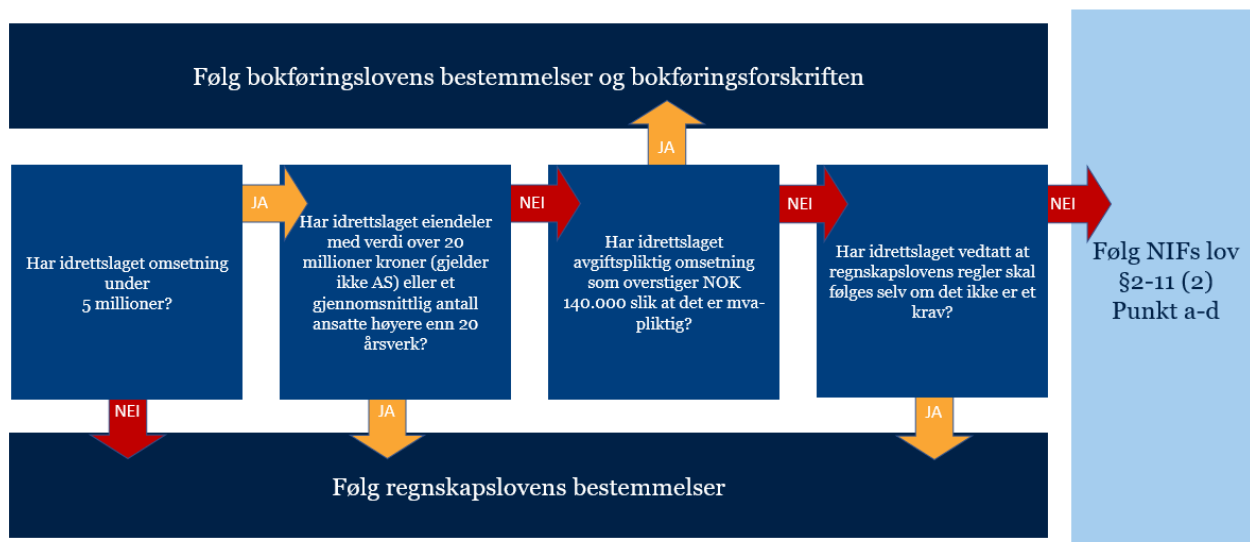 Følg bokføringslovens bestemmelser og bokføringsforskriften
JA
Har idrettslaget omsetning
under
5 millioner?
JA
Har idrettslaget eiendeler
med verdi over 20
millioner kroner (gjelder
ikke AS) eller et
gjennomsnittlig antall
ansatte høyere enn 20
årsverk?
NEI
Har idrettslaget
avgiftspliktig omsetning
som overstiger NOK
140.000 slik at det er mva-
pliktig?
NEI
Har idrettslaget vedtatt at
regnskapslovens regler skal
følges selv om det ikke er et
krav?
NEI
Følg NIFs lov
§2-11 (2)
Punkt a-d
NEI
JA
JA
Følg regnskapslovens bestemmelser